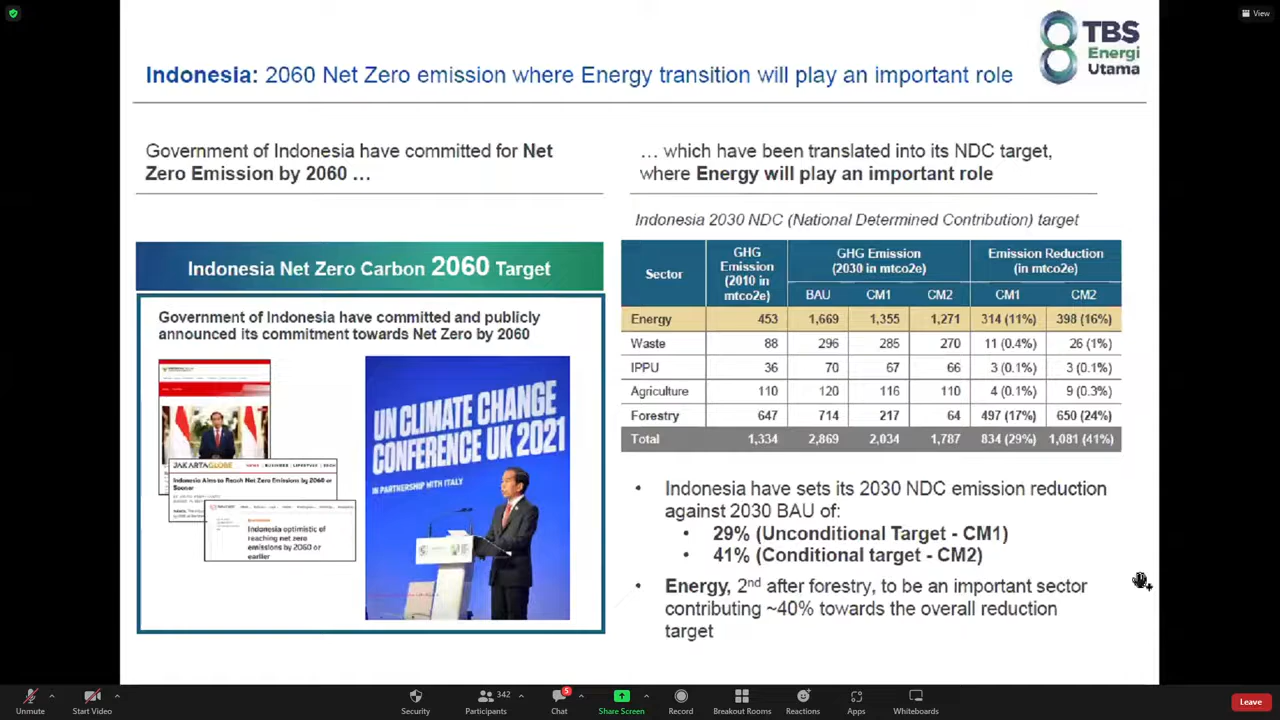 View
TBS
Energi
Utama
Indonesia: 2060 Net Zero emission where Energy transition will play an important role
Government of Indonesia have committed for Net
Zero Emission by 2060 …
… which have been translated into its NDC target,
where Energy will play an important role
Indonesia 2030 NDC (National Determined Contribution) target
Indonesia Net Zero Carbon 2060 Target
Government of Indonesia have committed and publicly
announced its commitment towards Net Zero by 2060
JAKARTAGLOBE
Indonesia Aims to Reach Net Zero Emissions by 2060 or
Sooner
Indonesia optimistic of
reaching net zero
emissions by 2060 or
earlier
UN CLIMATE CHANGE
CONFERENCE UK 2021
IN PARTNERSHIP WITH ITALY
Sector GHG Emission (2010 in mtco2e) GHG Emission (2030 in mtco2e) Emission Reduction (in mtco2e)
BAU CM1 CM2 CM1 CM2
Energy 453 1,669 1,355 1,271 314 (11%) 398 (16%)
Waste 88 296 285 270 11 (0.4%) 26 (1%)
IPPU 36 70 67 66 3 (0.1%) 3 (0.1%)
Agriculture 110 120 116 110 4 (0.1%) 9 (0.3%)
Forestry 647 714 217 64 497 (17%) 650 (24%)
Total 1,334 2,869 2,034 1,787 834 (29%) 1,081 (41%)
• Indonesia have sets its 2030 NDC emission reduction
against 2030 BAU of:
• 29% (Unconditional Target - CM1)
• 41% (Conditional target - CM2)
• Energy, 2nd after forestry, to be an important sector
contributing ~40% towards the overall reduction
target
Unmute Start Video Security Participants 342 Chat 5 Share Screen Record Breakout Rooms Reactions Apps Whiteboards Leave